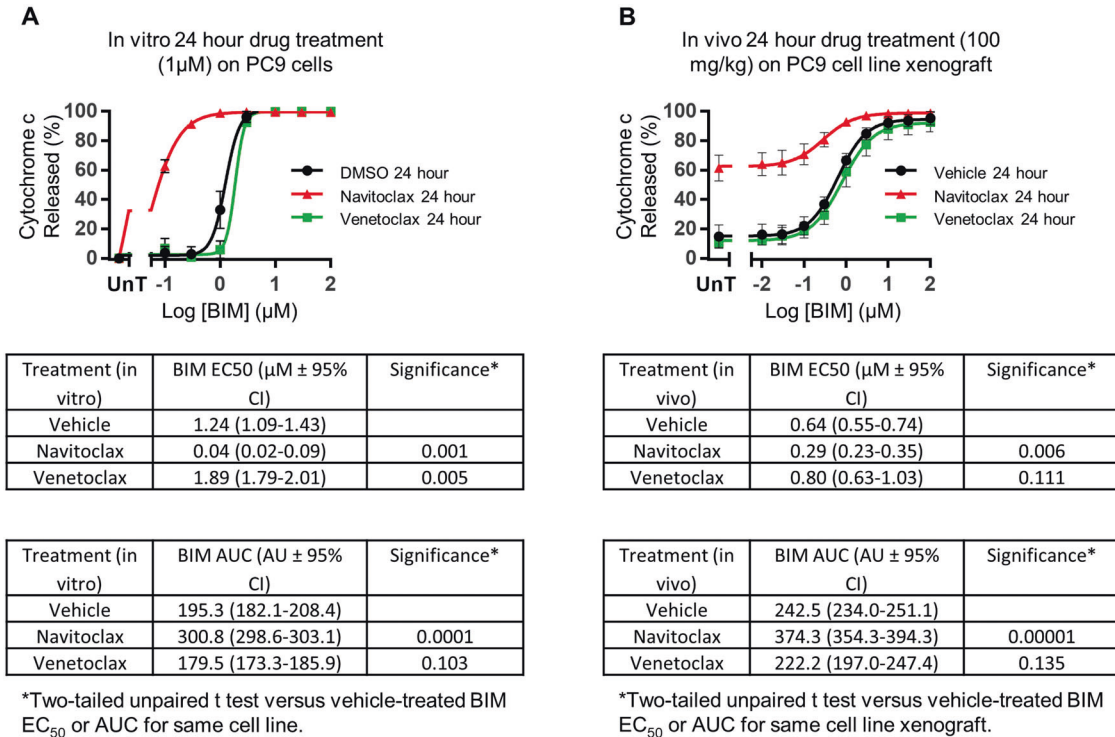 A
In vitro 24 hour drug treatment
(1µM) on PC9 cells
Cytochrome c
Released (%)
100
80
60
40
20
0
DMSO 24 hour
Navitoclax 24 hour
Venetoclax 24 hour
UnT -1 0 1 2
Log [BIM] (µM)
Treatment (in vitro) BIM EC50 (µM ± 95% CI) Significance*
Vehicle 1.24 (1.09-1.43)
Navitoclax 0.04 (0.02-0.09) 0.001
Venetoclax 1.89 (1.79-2.01) 0.005
Treatment (in vitro) BIM AUC (AU ± 95% CI) Significance*
Vehicle 195.3 (182.1-208.4)
Navitoclax 300.8 (298.6-303.1) 0.0001
Venetoclax 179.5 (173.3-185.9) 0.103
*Two-tailed unpaired t test versus vehicle-treated BIM
EC50 or AUC for same cell line.
B
In vivo 24 hour drug treatment (100
mg/kg) on PC9 cell line xenograft
Cytochrome c
Released (%)
100
80
60
40
20
0
Vehicle 24 hour
Navitoclax 24 hour
Venetoclax 24 hour
UnT -2 -1 0 1 2
Log [BIM] (µM)
Treatment (in vivo) BIM EC50 (µM ± 95% CI) Significance*
Vehicle 0.64 (0.55-0.74)
Navitoclax 0.29 (0.23-0.35) 0.006
Venetoclax 0.80 (0.63-1.03) 0.111
Treatment (in vivo) BIM AUC (AU ± 95% CI) Significance*
Vehicle 242.5 (234.0-251.1)
Navitoclax 374.3 (354.3-394.3) 0.00001
Venetoclax 222.2 (197.0-247.4) 0.135
*Two-tailed unpaired t test versus vehicle-treated BIM
EC50 or AUC for same cell line xenograft.